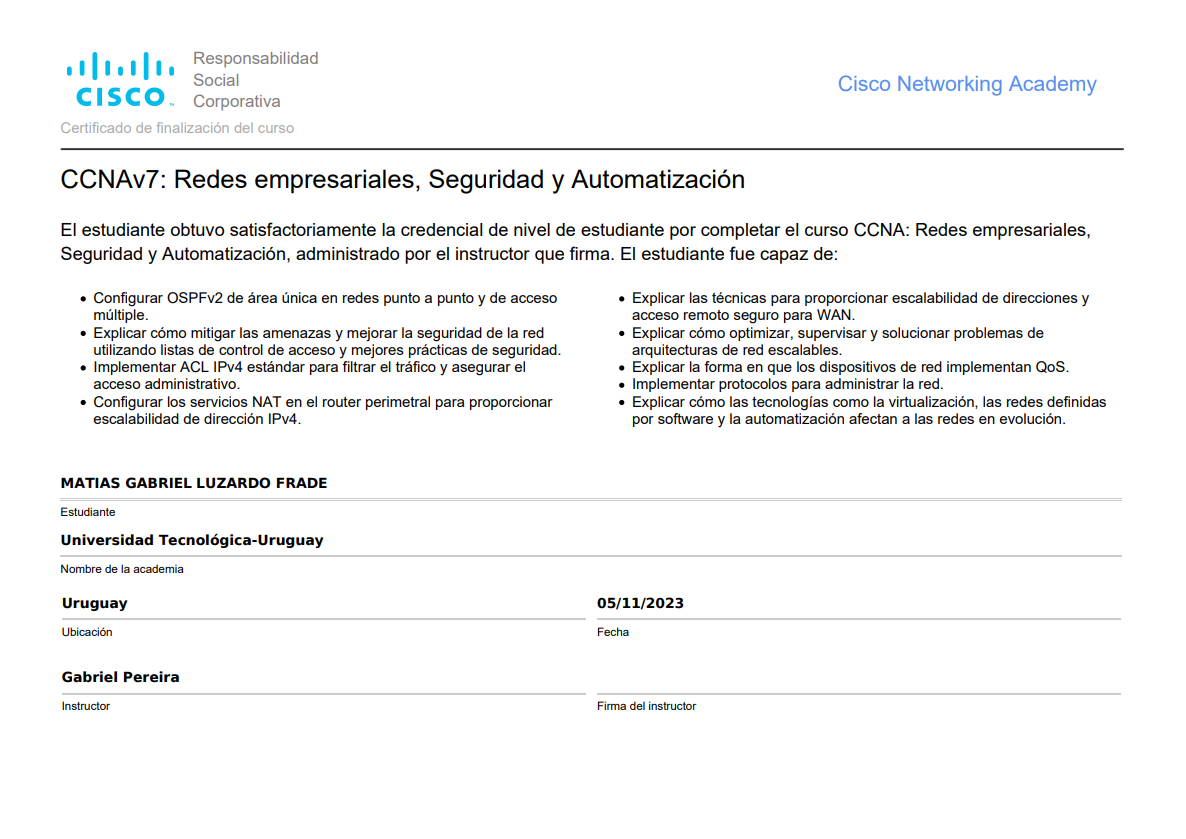 CISCO
Responsabilidad
Social
Corporativa
Cisco Networking Academy
Certificado de finalización del curso
CCNAv7: Redes empresariales, Seguridad y Automatización
El estudiante obtuvo satisfactoriamente la credencial de nivel de estudiante por completar el curso CCNA: Redes empresariales,
Seguridad y Automatización, administrado por el instructor que firma. El estudiante fue capaz de:
• Configurar OSPFv2 de área única en redes punto a punto y de acceso
múltiple.
• Explicar cómo mitigar las amenazas y mejorar la seguridad de la red
utilizando listas de control de acceso y mejores prácticas de seguridad.
• Implementar ACL IPv4 estándar para filtrar el tráfico y asegurar el
acceso administrativo.
• Configurar los servicios NAT en el router perimetral para proporcionar
escalabilidad de dirección IPv4.
• Explicar las técnicas para proporcionar escalabilidad de direcciones y
acceso remoto seguro para WAN.
• Explicar cómo optimizar, supervisar y solucionar problemas de
arquitecturas de red escalables.
• Explicar la forma en que los dispositivos de red implementan QoS.
• Implementar protocolos para administrar la red.
• Explicar cómo las tecnologías como la virtualización, las redes definidas
por software y la automatización afectan a las redes en evolución.
MATIAS GABRIEL LUZARDO FRADE
Estudiante
Universidad Tecnológica-Uruguay
Nombre de la academia
Uruguay
Ubicación
05/11/2023
Fecha
Gabriel Pereira
Instructor
Firma del instructor